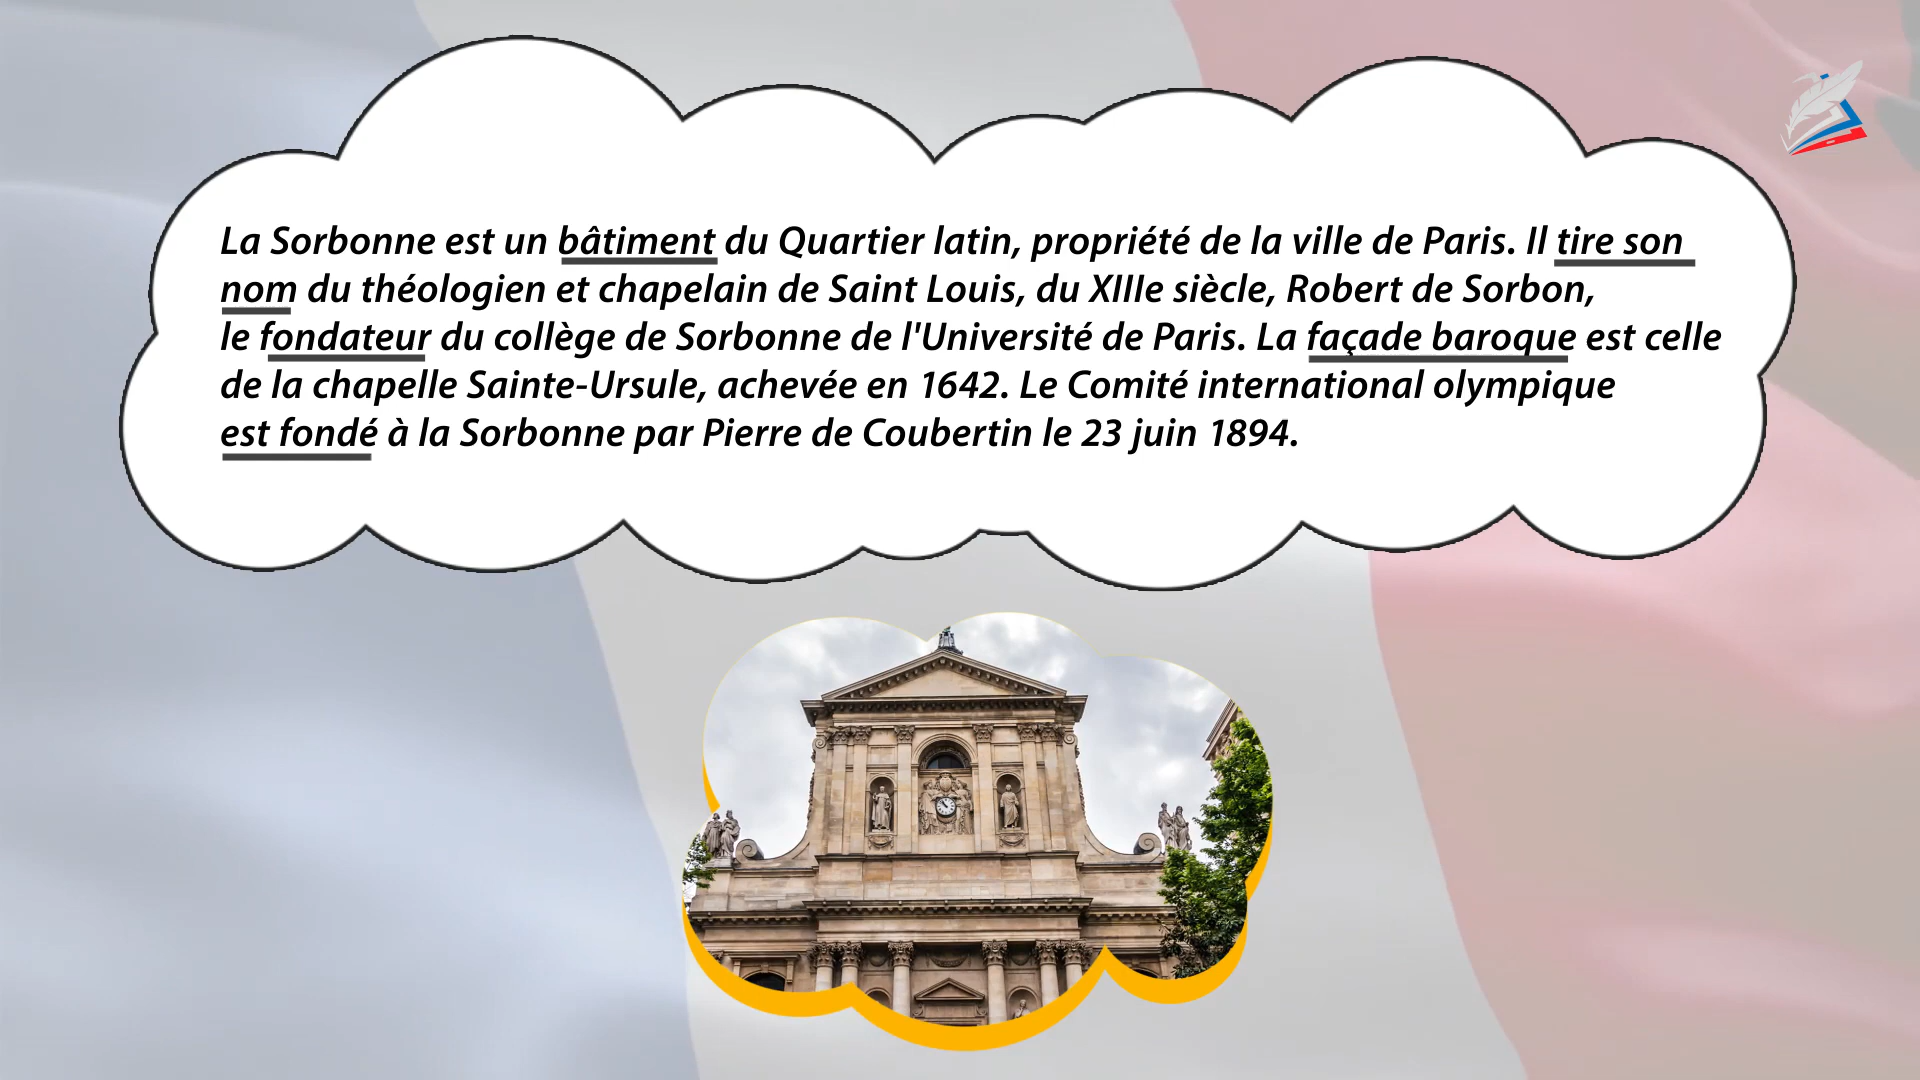 La Sorbonne est un bâtiment du Quartier latin, propriété de la ville de Paris. Il tire son
nom du théologien et chapelain de Saint Louis, du XIIIe siècle, Robert de Sorbon,
le fondateur du collège de Sorbonne de l'Université de Paris. La façade baroque est celle
de la chapelle Sainte-Ursule, achevée en 1642. Le Comité international olympique
est fondé à la Sorbonne par Pierre de Coubertin le 23 juin 1894.